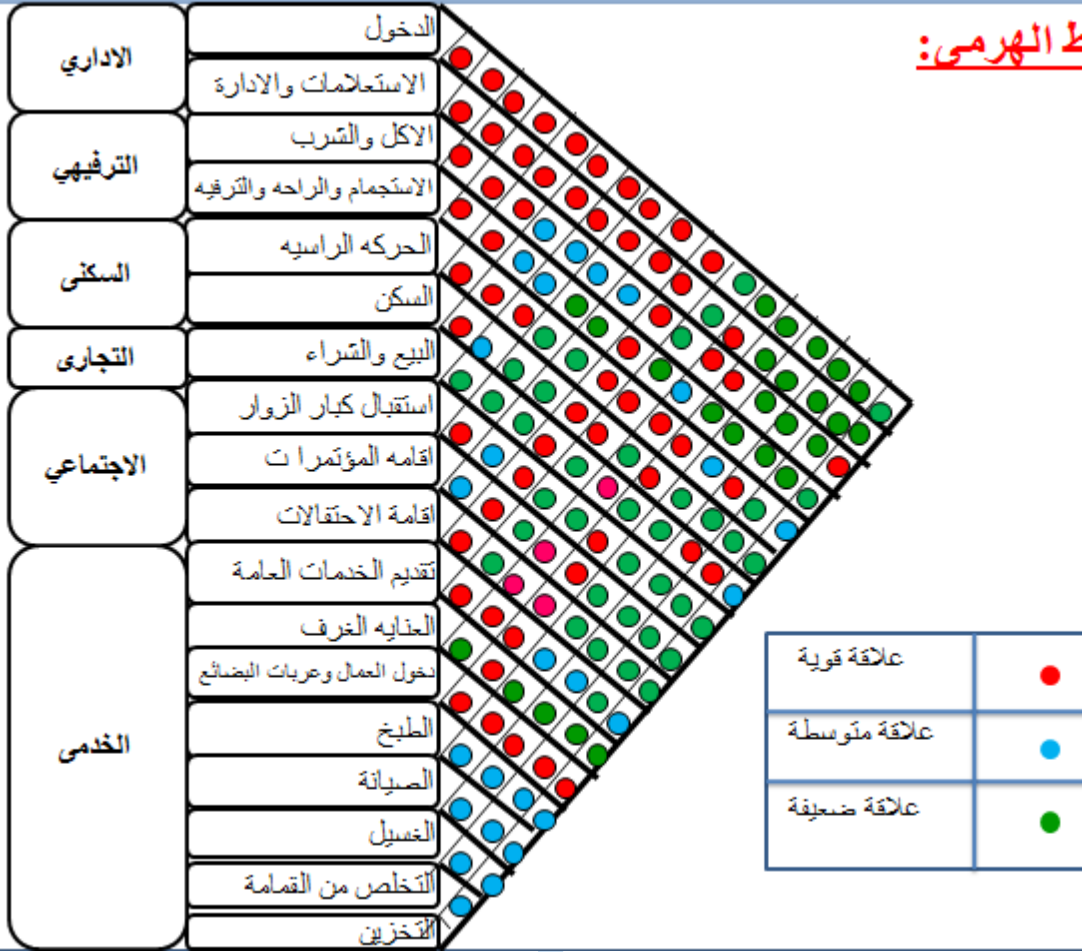 ط الهرمى:
الاداري
الدخول
الاستعلامات والادارة
الترفيهي
الاكل والشرب
الاستجمام والراحه والترفيه
السكنى
الحركه الراسيه
السكن
التجارى
البيع والشراء
الاجتماعي
استقبال كبار الزوار
اقامه المؤتمرا ت
اقامة الاحتفالات
الخدمى
تقديم الخدمات العامة
العنايه الغرف
دخول العمال وعربات البضائع
الطبخ
الصيانة
الغسيل
التخلص من القمامة
التخزين
علاقة قوية
علاقة متوسطة
علاقة ضعيفة